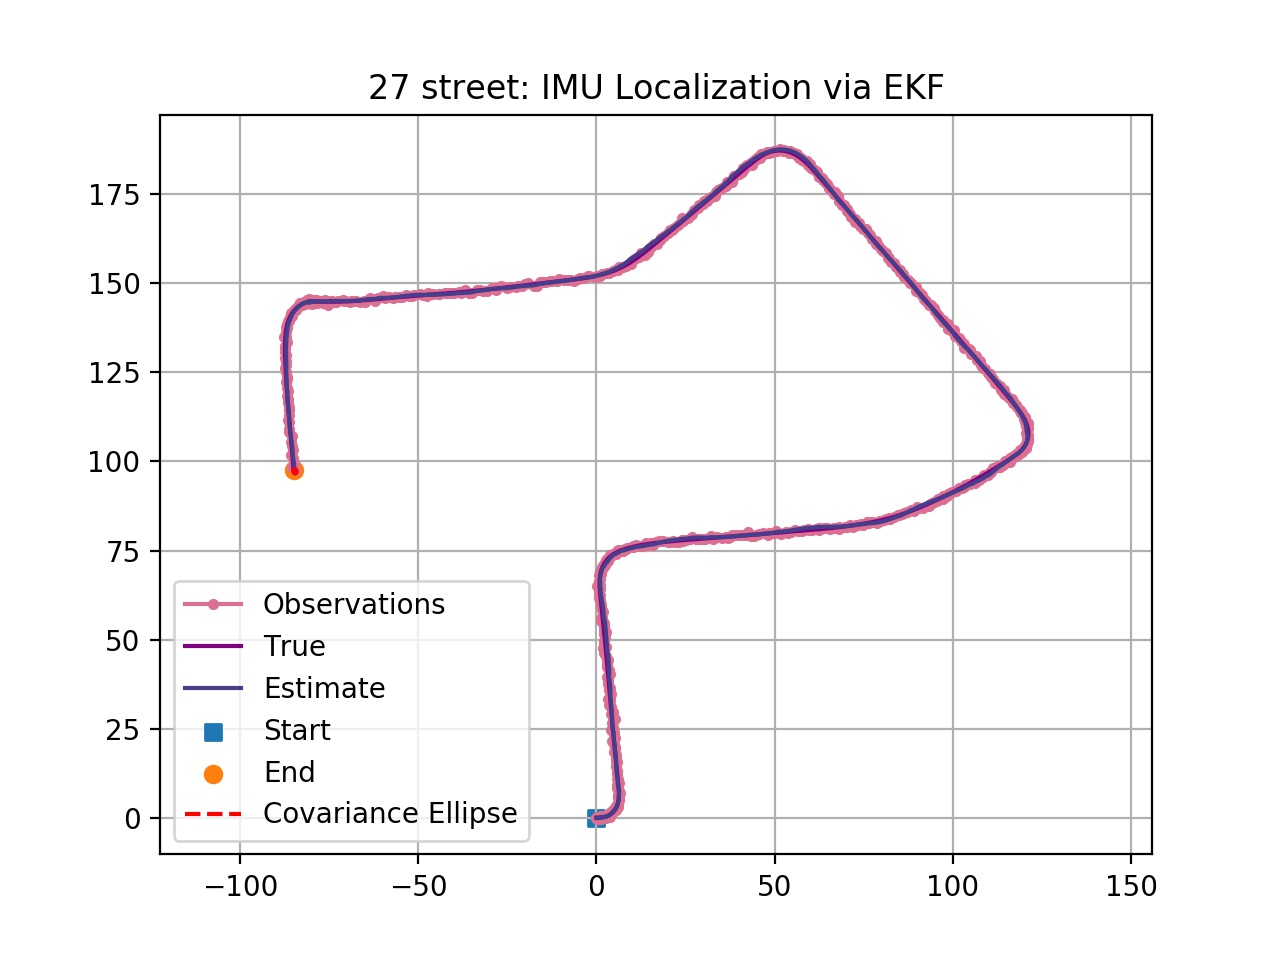 27 street: IMU Localization via EKF
175
150
125
100
75
50
25
0
Observations
True
Estimate
Start
End
Covariance Ellipse
−100 −50 0 50 100 150